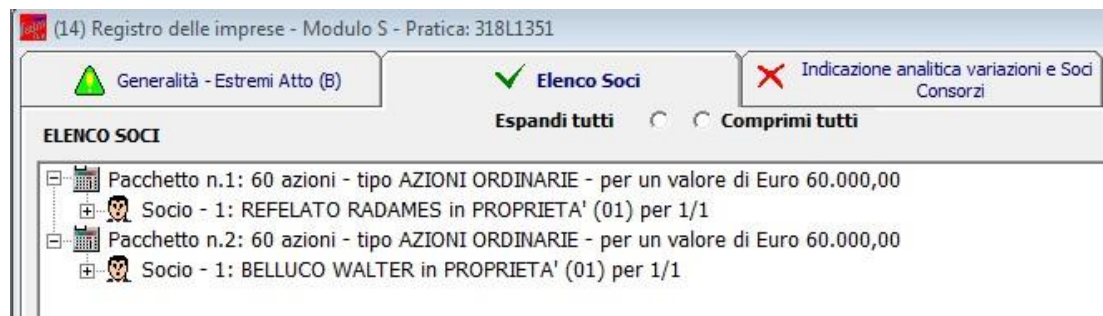 (14) Registro delle imprese - Modulo S - Pratica: 318L1351
Generalità - Estremi Atto (B)
Elenco Soci
Indicazione analitica variazioni e Soci
Consorzi
ELENCO SOCI
Espandi tutti
Comprimi tutti
Pacchetto n.1: 60 azioni - tipo AZIONI ORDINARIE - per un valore di Euro 60.000,00
Socio - 1: REFELATO RADAMES in PROPRIETA' (01) per 1/1
Pacchetto n.2: 60 azioni - tipo AZIONI ORDINARIE - per un valore di Euro 60.000,00
Socio - 1: BELLUCO WALTER in PROPRIETA' (01) per 1/1